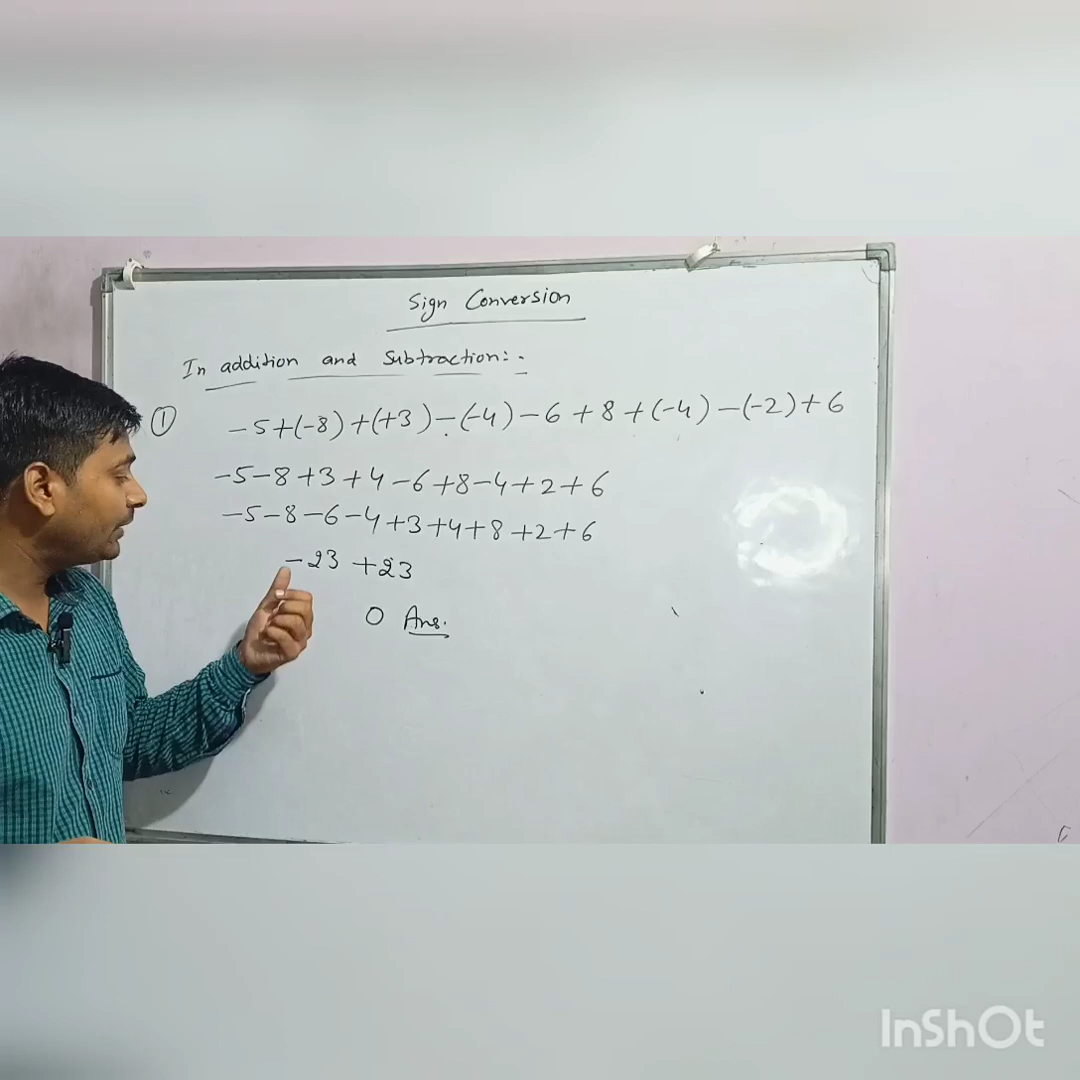 Sign Conversion
In addition and Subtraction:-
① -5+(-8)+(+3)-(-4)-6+8+(-4)-(-2)+6
-5-8+3+4-6+8-4+2+6
-5-8-6-4+3+4+8+2+6
-23+23
0 Ans.
InShOt